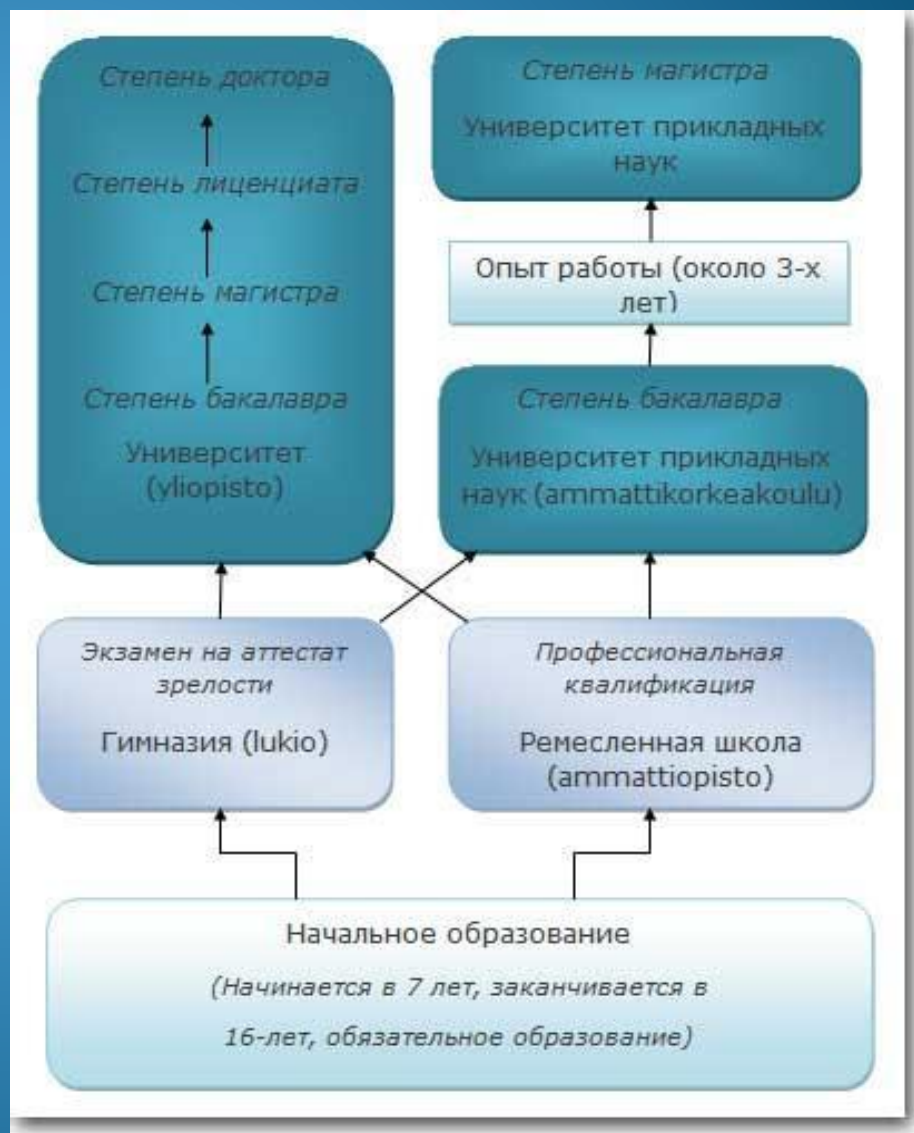 Степень доктора
Степень лиценциата
Степень магистра
Степень бакалавра
Университет
(yliopisto)
Степень магистра
Университет прикладных
наук
Опыт работы (около 3-х
лет)
Степень бакалавра
Университет прикладных
наук (ammattikorkeakoulu)
Экзамен на аттестат
зрелости
Гимназия (lukio)
Профессиональная
квалификация
Ремесленная школа
(ammattiopisto)
Начальное образование
(Начинается в 7 лет, заканчивается в
16-лет, обязательное образование)